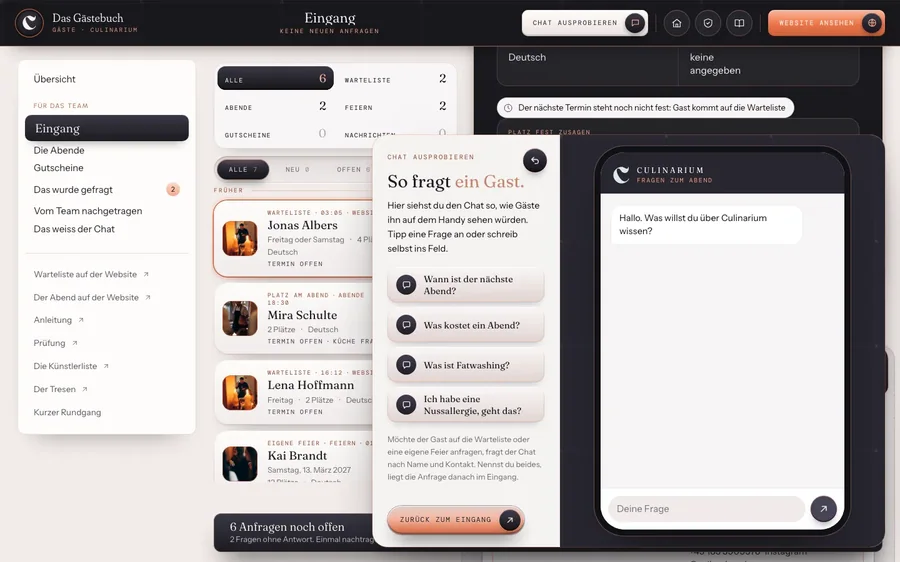 Das Gästebuch
GÄSTE · CULINARIUM
Eingang
KEINE NEUEN ANFRAGEN
CHAT AUSPROBIEREN
WEBSITE ANSEHEN
Übersicht
FÜR DAS TEAM
Eingang
Die Abende
Gutscheine
Das wurde gefragt
2
Vom Team nachgetragen
Das weiss der Chat
Warteliste auf der Website
Der Abend auf der Website
Anleitung
Prüfung
Die Künstlerliste
Der Tresen
Kurzer Rundgang
ALLE 6
WARTELISTE 2
ABENDE 2
FEIERN 2
GUTSCHEINE 0
NACHRICHTEN 0
ALLE 7
NEU 0
OFFEN 6
FRÜHER
WARTELISTE · 03:05 · WEBS
Jonas Albers
Freitag oder Samstag · 4 Pl
Deutsch
TERMIN OFFEN
PLATZ AM ABEND · ABENDE
18:30
Mira Schulte
2 Plätze · Deutsch
TERMIN OFFEN · KÜCHE FRA
WARTELISTE · 16:12 · WEBSI
Lena Hoffmann
Freitag · 2 Plätze · Deutsc
TERMIN OFFEN
EIGENE FEIER · FEIERN · 01
Kai Brandt
Samstag, 13. März 2027
6 Anfragen noch offen
2 Fragen ohne Antwort. Einmal nachtrag
Deutsch
keine
angegeben
Der nächste Termin steht noch nicht fest: Gast kommt auf die Warteliste
PLATZ FEST ZUSAGEN
CHAT AUSPROBIEREN
So fragt ein Gast.
Hier siehst du den Chat so, wie Gäste
ihn auf dem Handy sehen würden.
Tipp eine Frage an oder schreib
selbst ins Feld.
Wann ist der nächste
Abend?
Was kostet ein Abend?
Was ist Fatwashing?
Ich habe eine
Nussallergie, geht das?
Möchte der Gast auf die Warteliste oder
eine eigene Feier anfragen, fragt der Chat
nach Name und Kontakt. Nennst du beides,
liegt die Anfrage danach im Eingang.
ZURÜCK ZUM EINGANG
CULINARIUM
FRAGEN ZUM ABEND
Hallo. Was willst du über Culinarium
wissen?
Deine Frage